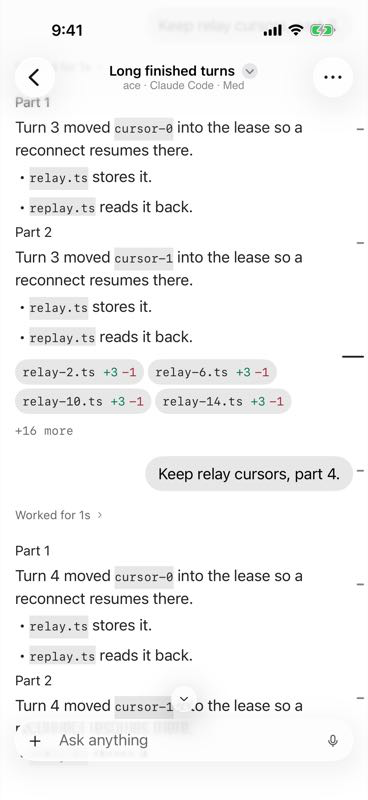 9:41
Long finished turns
ace · Claude Code · Med
Part 1
Turn 3 moved cursor-0 into the lease so a
reconnect resumes there.
• relay.ts stores it.
• replay.ts reads it back.
Part 2
Turn 3 moved cursor-1 into the lease so a
reconnect resumes there.
• relay.ts stores it.
• replay.ts reads it back.
relay-2.ts +3 -1 relay-6.ts +3 -1
relay-10.ts +3 -1 relay-14.ts +3 -1
+16 more
Keep relay cursors, part 4.
Worked for 1s >
Part 1
Turn 4 moved cursor-0 into the lease so a
reconnect resumes there.
• relay.ts stores it.
• replay.ts reads it back.
Part 2
Turn 4 moved cursor-1 to the lease so a
Ask anything